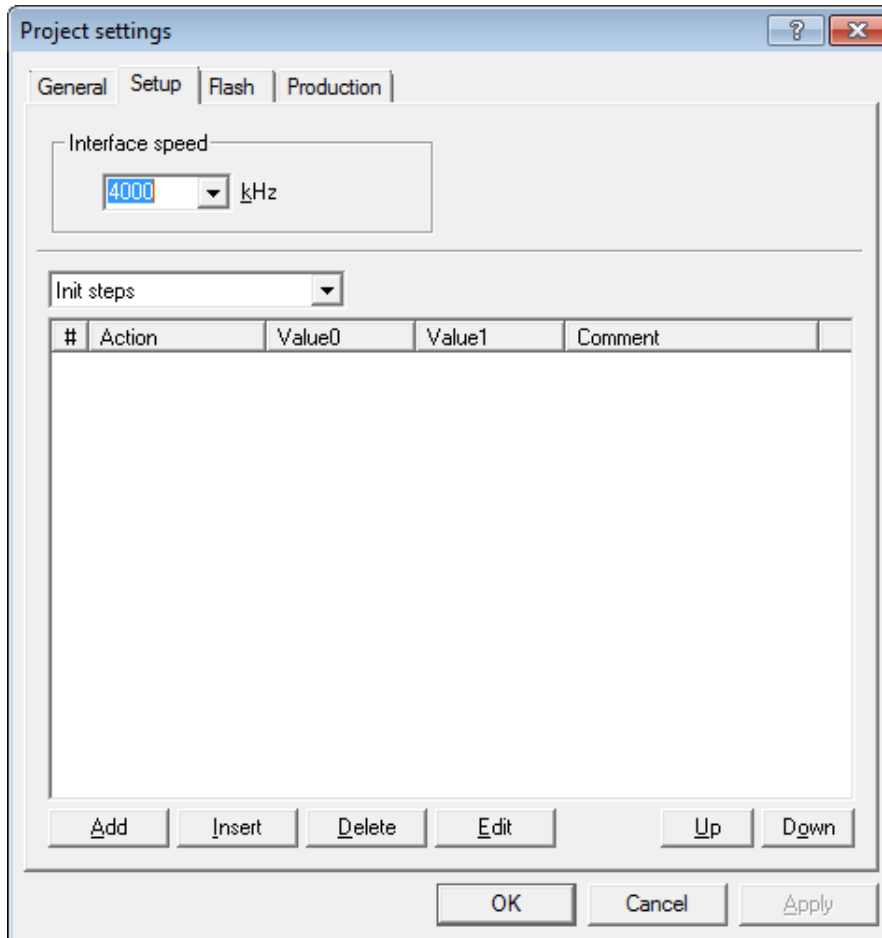 Project settings
General Setup Flash Production
Interface speed
4000 kHz
Init steps
# Action Value0 Value1 Comment
Add Insert Delete Edit Up Down
OK Cancel Apply